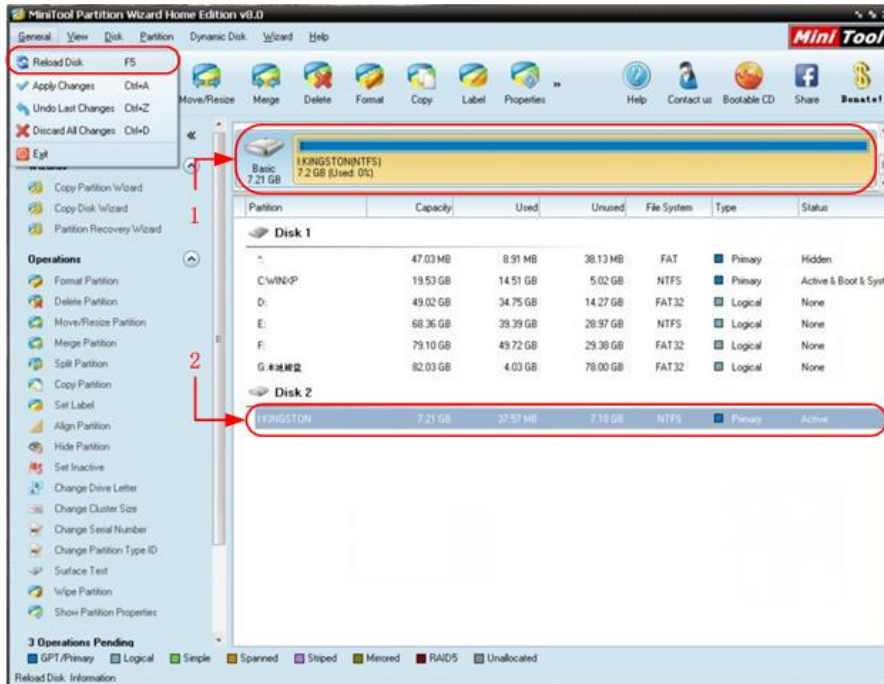 MiniTool Partition Wizard Home Edition v8.0
General View Disk Partition Dynamic Disk Wizard Help
Mini Tool
Reload Disk F5
Apply Changes Ctrl+A
Undo Last Changes Ctrl+Z
Discard All Changes Ctrl+D
Exit
Move/Resize Merge Delete Format Copy Label Properties » Help Contact us Bootable CD Share Donate!
«
Basic
7.21 GB
I:KINGSTON(NTFS)
7.2 GB (Used: 0%)
1
Copy Partition Wizard
Copy Disk Wizard
Partition Recovery Wizard
Operations
Format Partition
Delete Partition
Move/Resize Partition
Merge Partition
Split Partition
Copy Partition
Set Label
Align Partition
Hide Partition
Set Inactive
Change Drive Letter
Change Cluster Size
Change Serial Number
Change Partition Type ID
Surface Test
Wipe Partition
Show Partition Properties
3 Operations Pending
2
Partition Capacity Used Unused File System Type Status
Disk 1
*: 47.03 MB 8.91 MB 38.13 MB FAT Primary Hidden
C:WINXP 19.53 GB 14.51 GB 5.02 GB NTFS Primary Active & Boot & Syst
D: 49.02 GB 34.75 GB 14.27 GB FAT32 Logical None
E: 68.36 GB 39.39 GB 28.97 GB NTFS Logical None
F: 79.10 GB 49.72 GB 29.38 GB FAT32 Logical None
G:本地硬盘 82.03 GB 4.03 GB 78.00 GB FAT32 Logical None
Disk 2
I:KINGSTON 7.21 GB 37.57 MB 7.18 GB NTFS Primary Active
GPT/Primary Logical Simple Spanned Striped Mirrored RAID5 Unallocated
Reload Disk Information